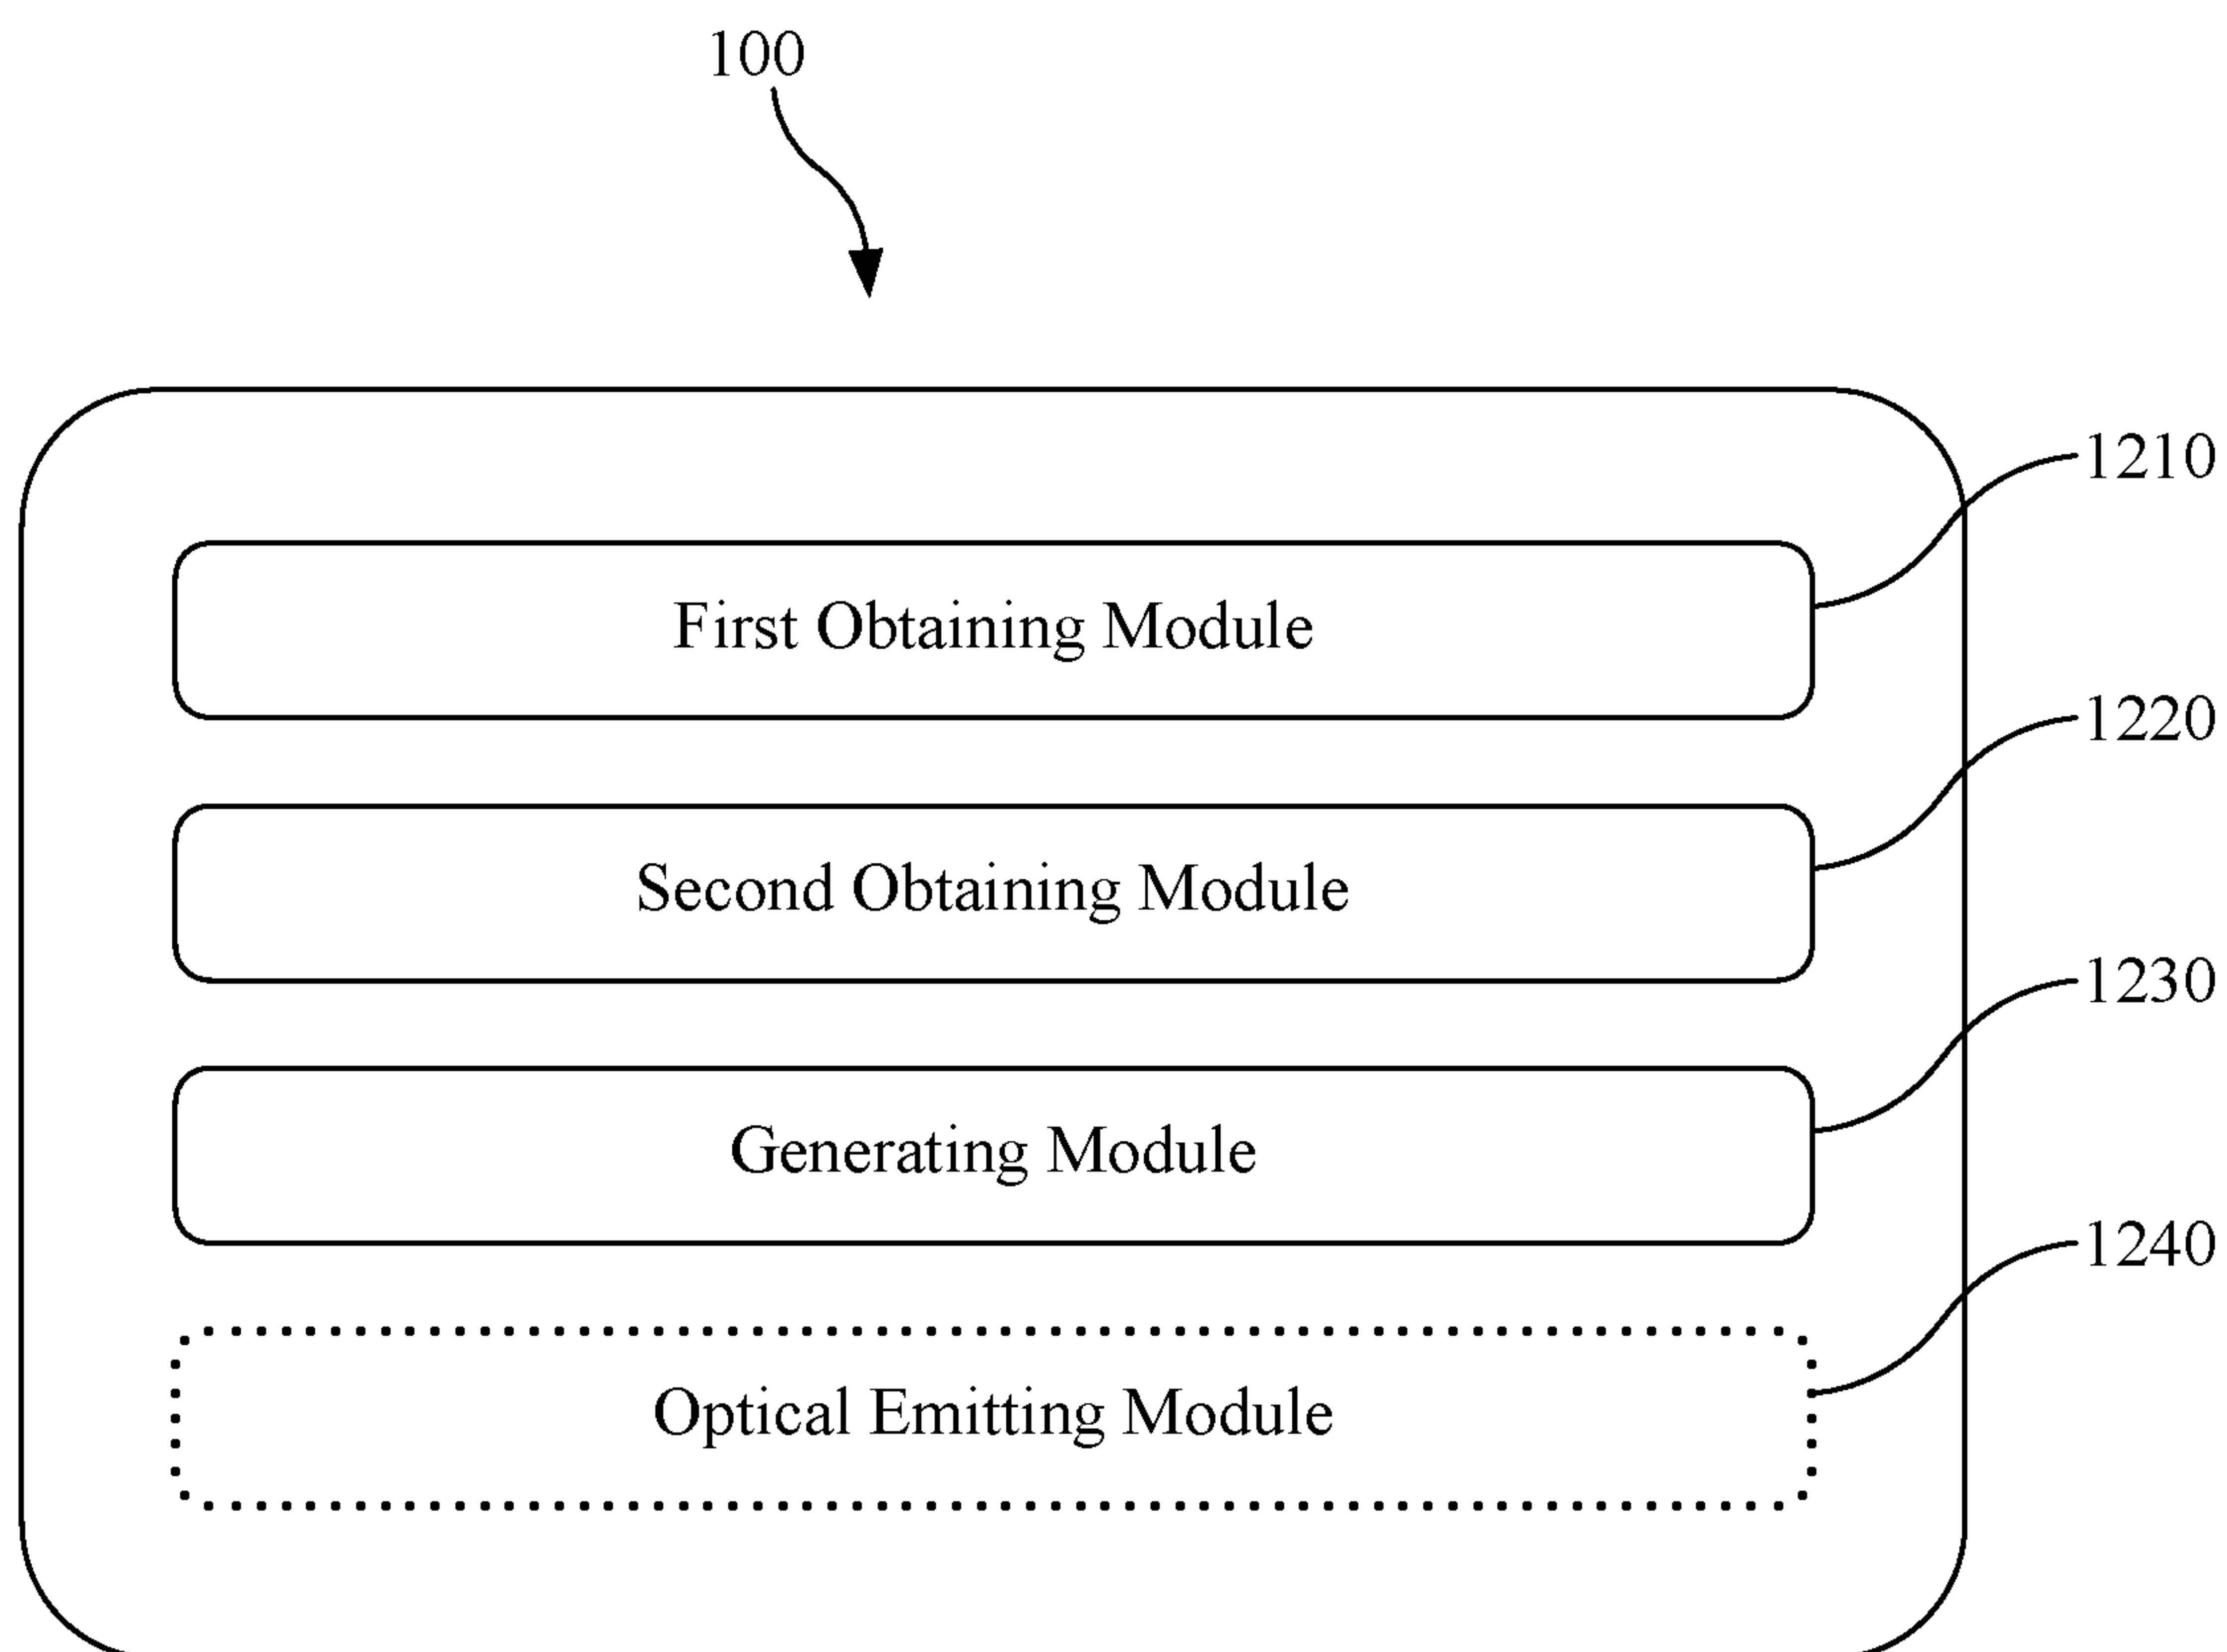 100
1210
First Obtaining Module
1220
Second Obtaining Module
1230
Generating Module
1240
Optical Emitting Module